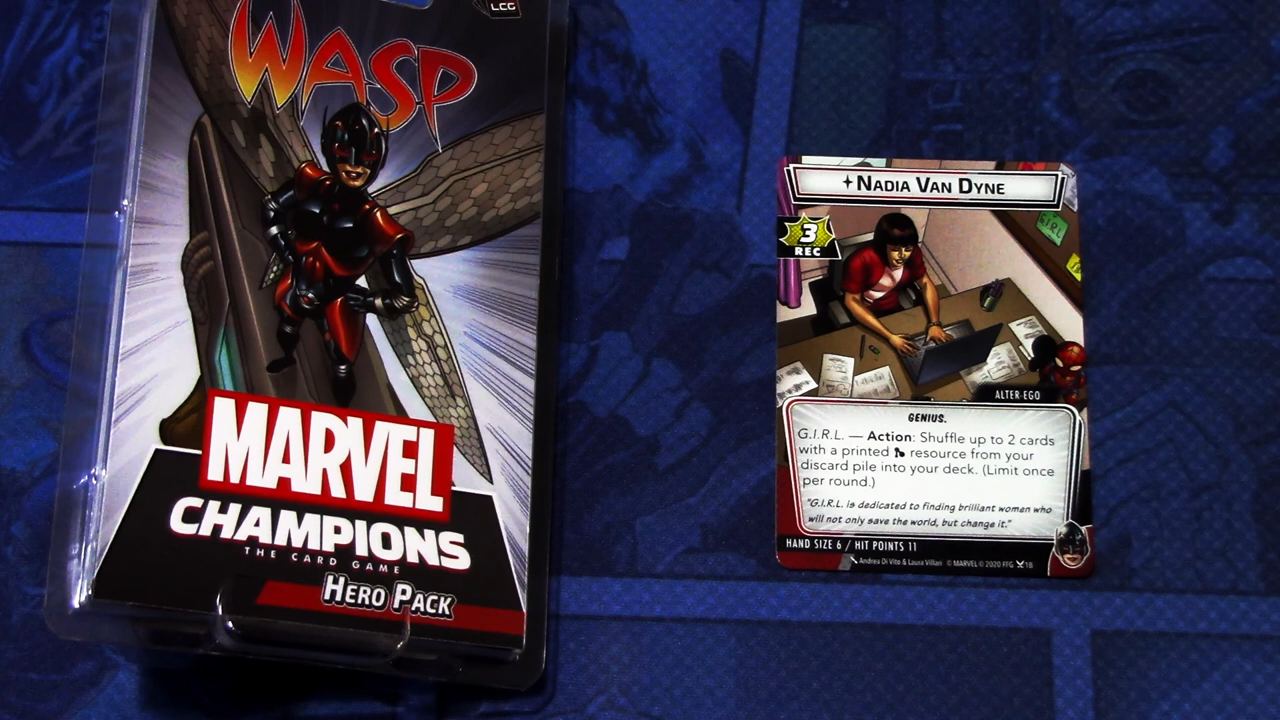 LCG
WASP
MARVEL
CHAMPIONS
THE CARD GAME
HERO PACK
NADIA VAN DYNE
3
REC
G.I.R.L
ALTER-EGO
GENIUS.
G.I.R.L. — Action: Shuffle up to 2 cards
with a printed resource from your
discard pile into your deck. (Limit once
per round.)
"G.I.R.L. is dedicated to finding brilliant women who
will not only save the world, but change it."
HAND SIZE 6 / HIT POINTS 11
Andrea Di Vito & Laura Villari © MARVEL © 2020 FFG 1B